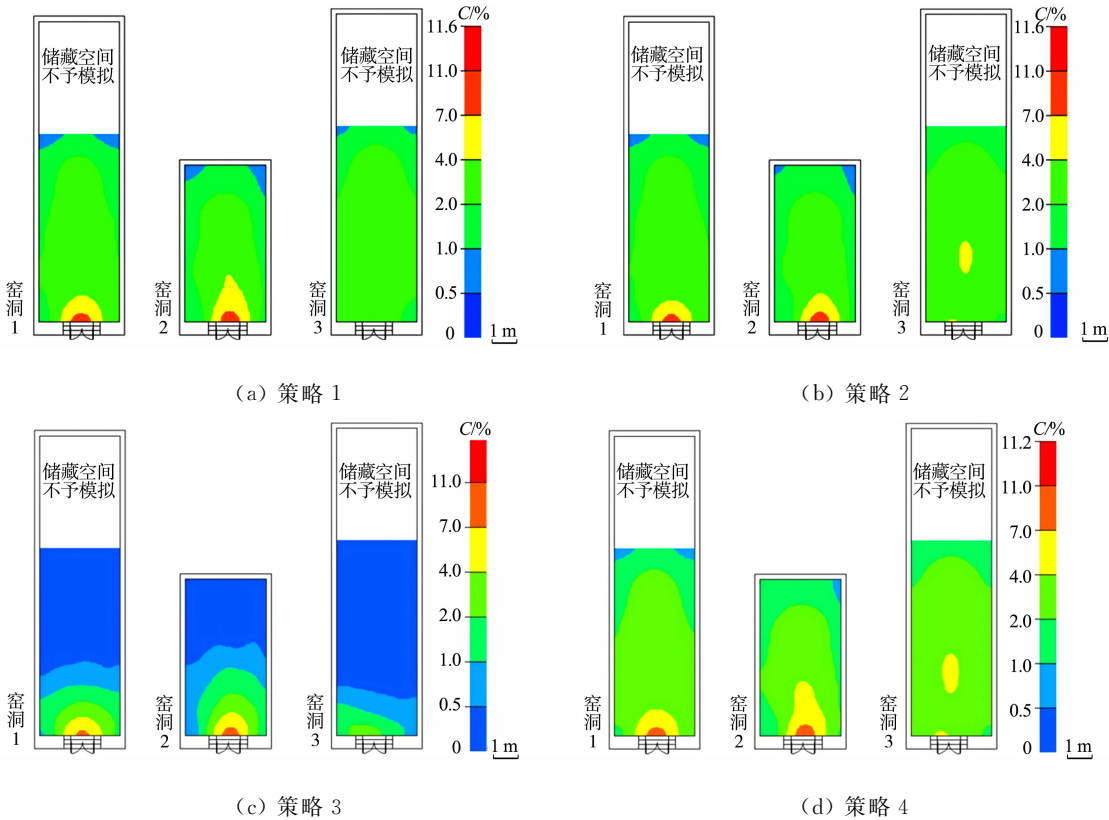 C/%
11.6
11.0
7.0
4.0
2.0
1.0
0.5
0
储藏空间
不予模拟
储藏空间
不予模拟
窑洞1
窑洞2
窑洞3
1 m
(a) 策略 1
C/%
11.6
11.0
7.0
4.0
2.0
1.0
0.5
0
储藏空间
不予模拟
储藏空间
不予模拟
窑洞1
窑洞2
窑洞3
1 m
(b) 策略 2
C/%
11.0
7.0
4.0
2.0
1.0
0.5
0
储藏空间
不予模拟
储藏空间
不予模拟
窑洞1
窑洞2
窑洞3
1 m
(c) 策略 3
C/%
11.2
11.0
7.0
4.0
2.0
1.0
0.5
0
储藏空间
不予模拟
储藏空间
不予模拟
窑洞1
窑洞2
窑洞3
1 m
(d) 策略 4